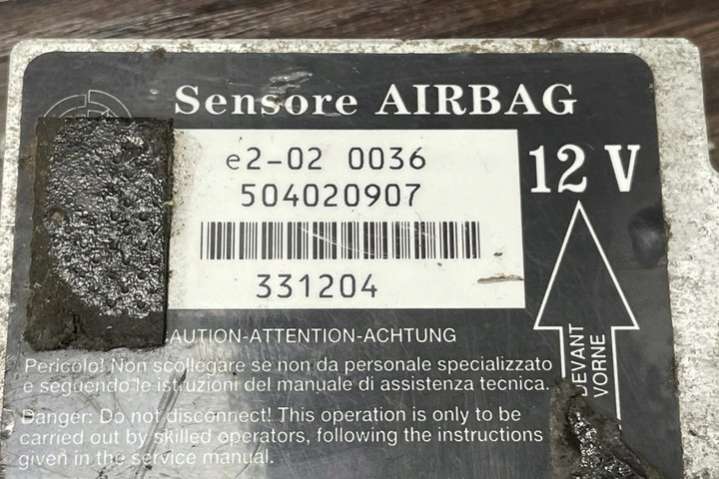 Sensore AIRBAG
e2-02 0036
504020907
12 V
331204
AUTION-ATTENTION-ACHTUNG
DEVANT
VORNE
Pericolo! Non scollegare se non da personale specializzato
e seguendo le istruzioni del manuale di assistenza tecnica.
Danger: Do not disconnect! This operation is only to be
carried out by skilled operators, following the instructions
given in the service manual.